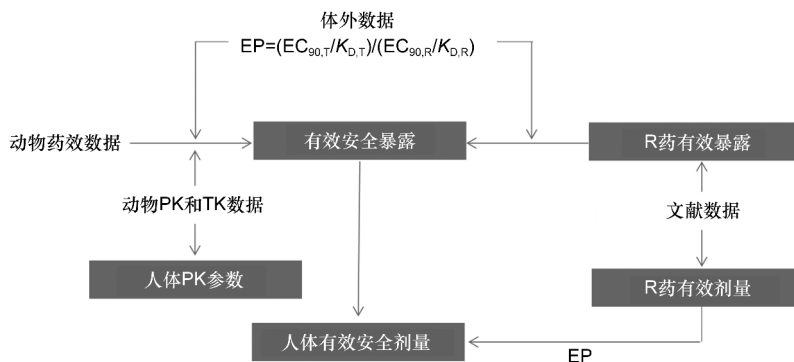 体外数据
EP=(EC90,T/KD,T)/(EC90,R/KD,R)
动物药效数据
有效安全暴露
R药有效暴露
动物PK和TK数据
文献数据
人体PK参数
R药有效剂量
人体有效安全剂量
EP